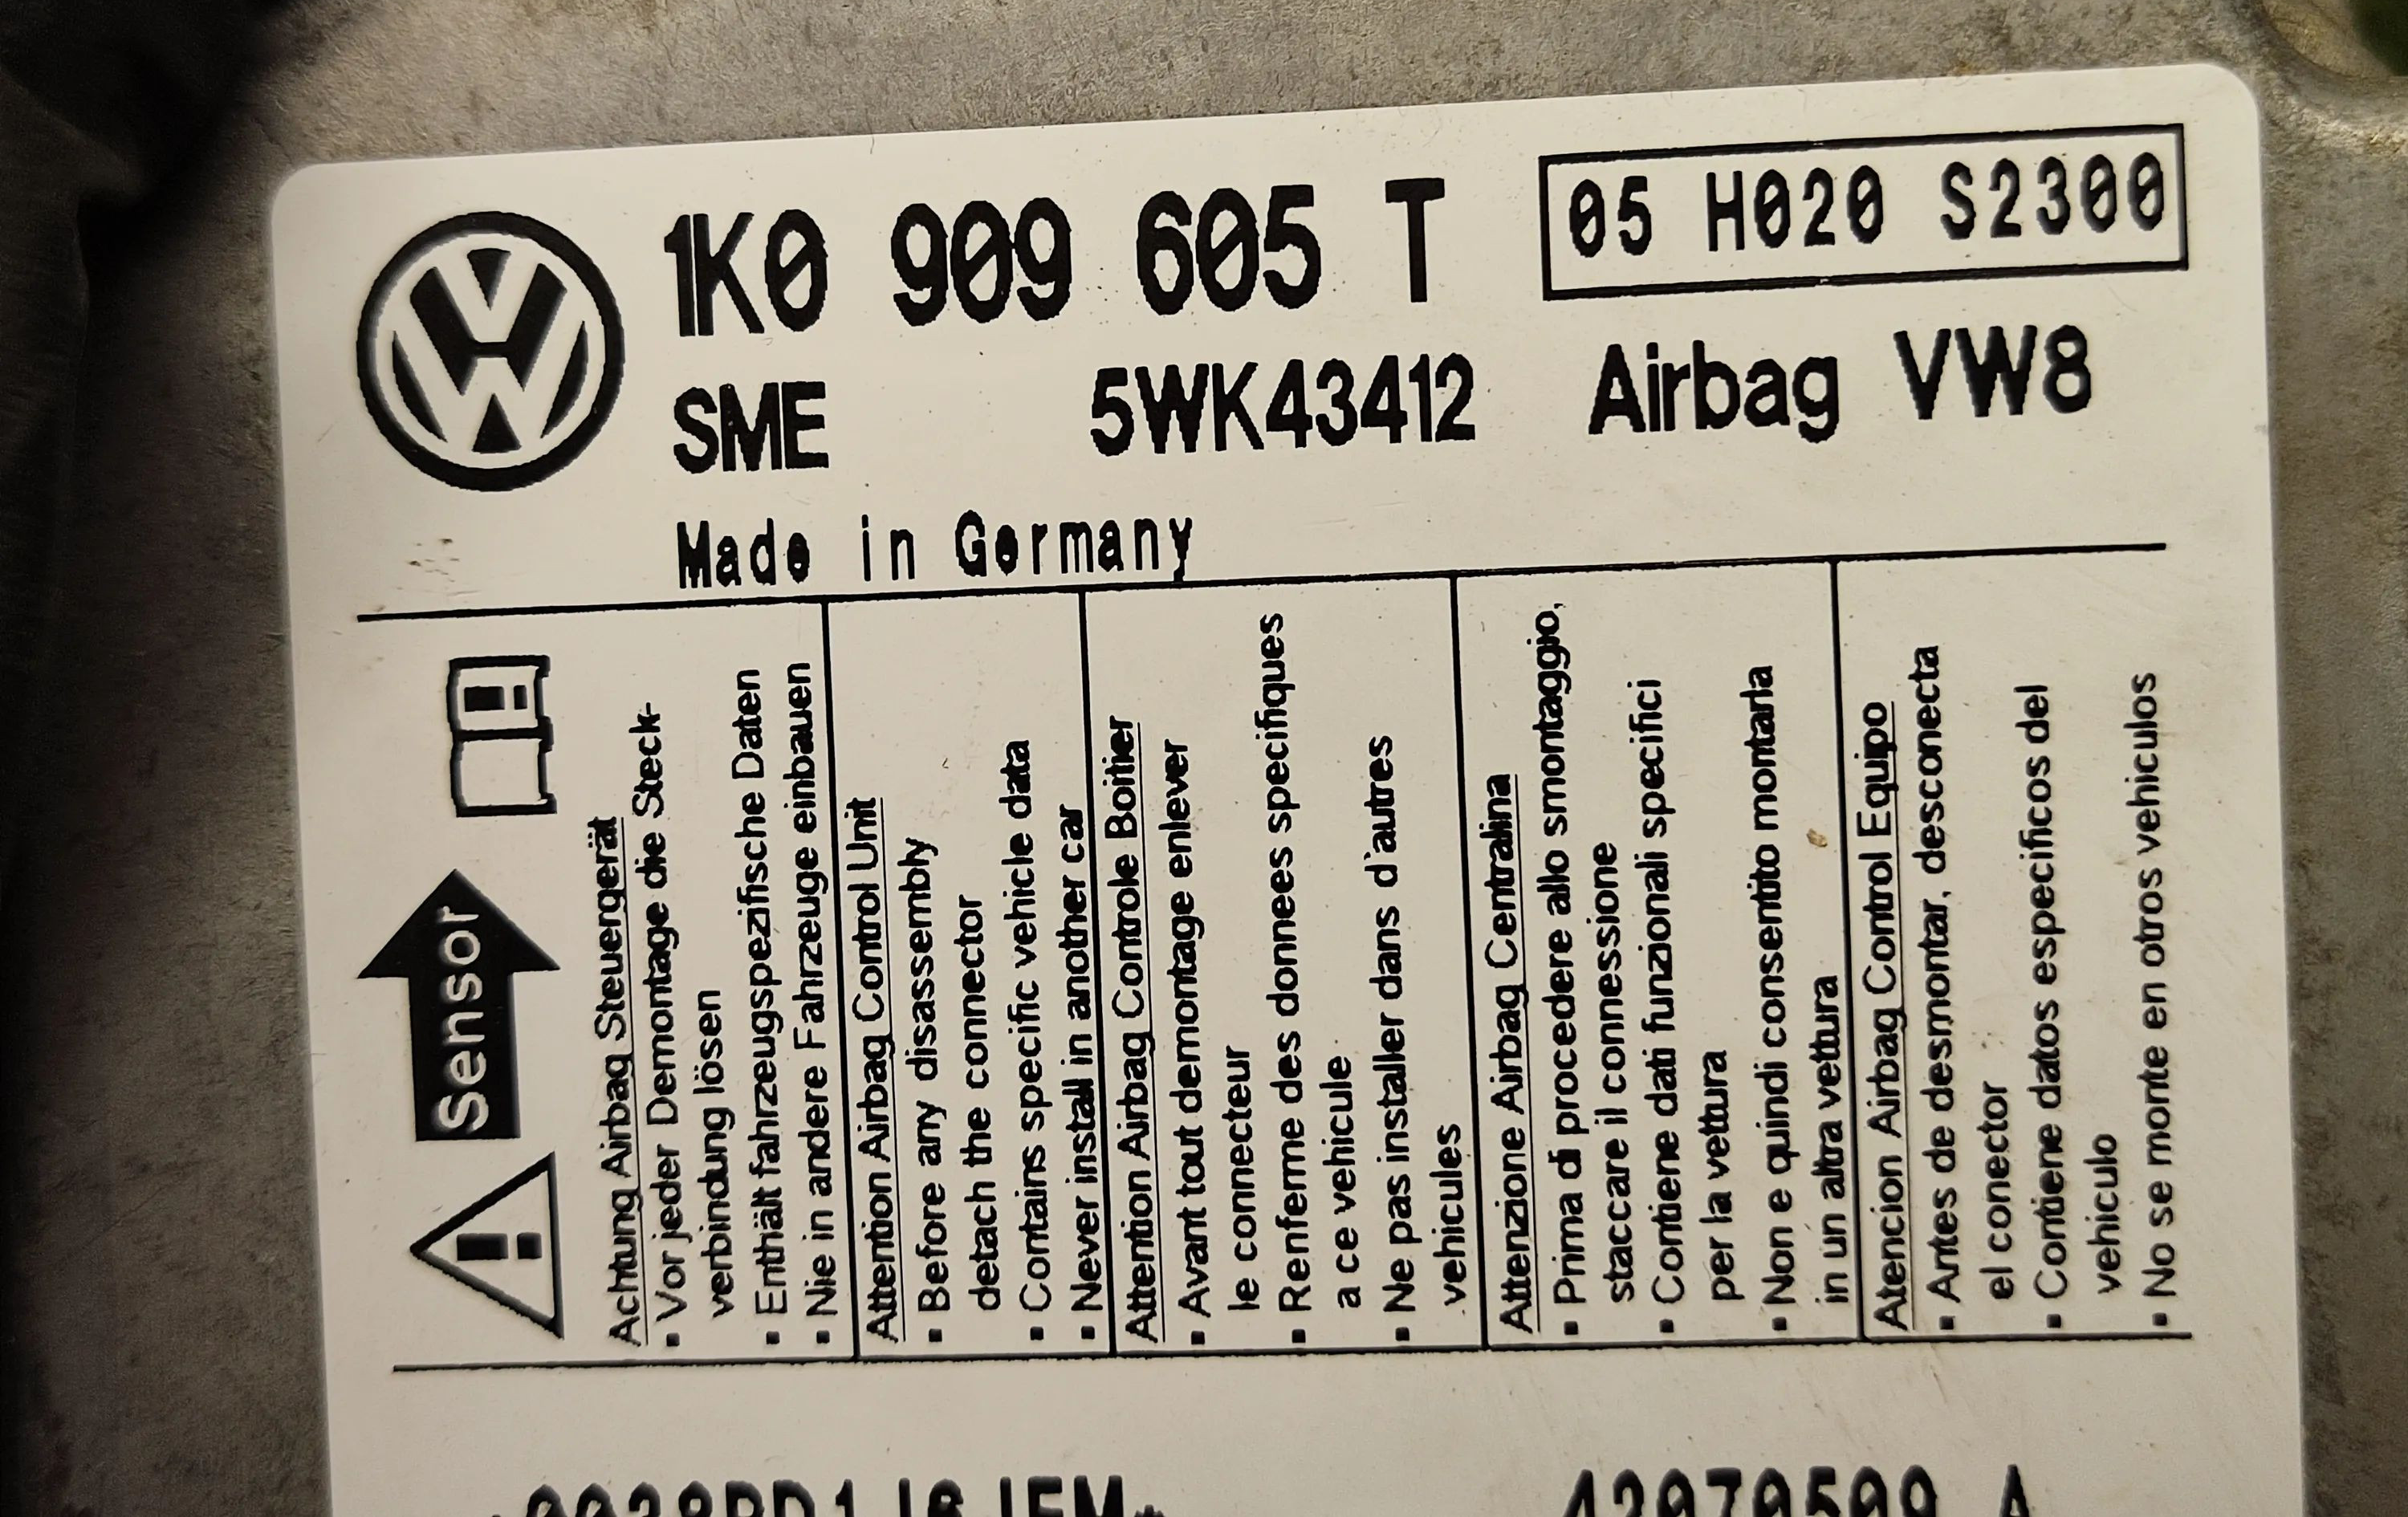 1K0 909 605 T
05 H020 S2300
SME 5WK43412 Airbag VW8
Made in Germany
Sensor
Achtung Airbag Steuergerät
▪ Vor jeder Demontage die Steck-
verbindung lösen
▪ Enthält fahrzeugspezifische Daten
▪ Nie in andere Fahrzeuge einbauen
Attention Airbag Control Unit
▪ Before any disassembly
detach the connector
▪ Contains specific vehicle data
▪ Never install in another car
Attention Airbag Controle Boitier
▪ Avant tout demontage enlever
le connecteur
▪ Renferme des donnees specifiques
a ce vehicule
▪ Ne pas installer dans d'autres
vehicules
Attenzione Airbag Centralina
▪ Prima di procedere allo smontaggio,
staccare il connessione
▪ Contiene dati funzionali specifici
per la vettura
▪ Non e quindi consentito montarla
in un altra vettura
Atencion Airbag Control Equipo
▪ Antes de desmontar, desconecta
el conector
▪ Contiene datos especificos del
vehiculo
▪ No se monte en otros vehiculos